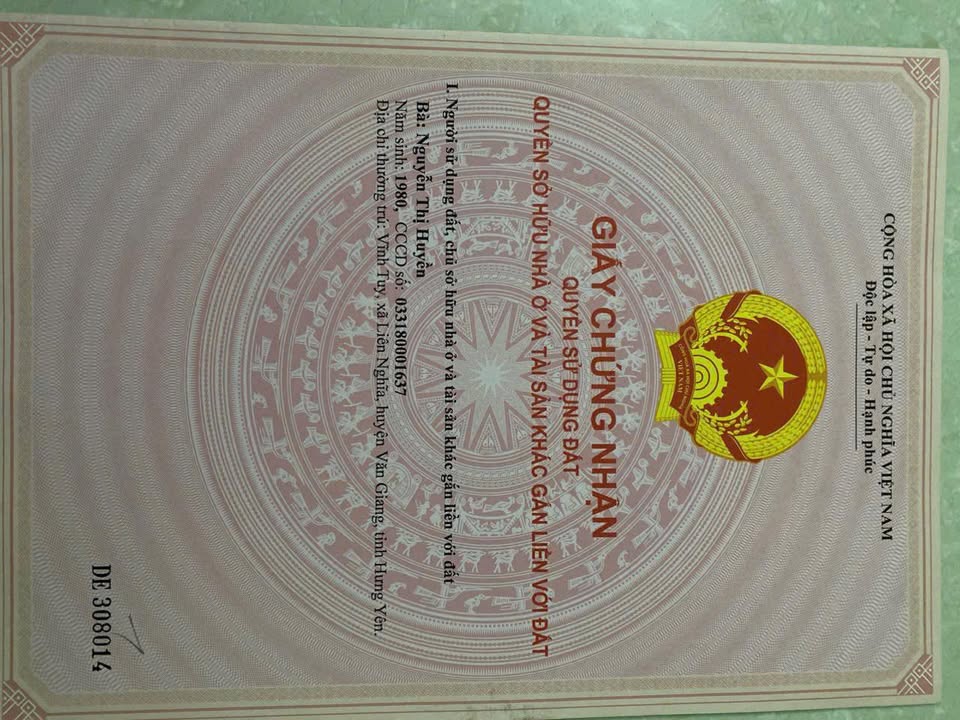 CỘNG HÒA XÃ HỘI CHỦ NGHĨA VIỆT NAM
Độc lập - Tự do - Hạnh phúc
VIỆT NAM
GIẤY CHỨNG NHẬN
QUYỀN SỬ DỤNG ĐẤT
QUYỀN SỞ HỮU NHÀ Ở VÀ TÀI SẢN KHÁC GẮN LIỀN VỚI ĐẤT
I. Người sử dụng đất, chủ sở hữu nhà ở và tài sản khác gắn liền với đất
Bà: Nguyễn Thị Huyền
Năm sinh: 1980, CCCD số: 033180001637
Địa chỉ thường trú: Vĩnh Tuy, xã Liên Nghĩa, huyện Văn Giang, tỉnh Hưng Yên.
DE 308014